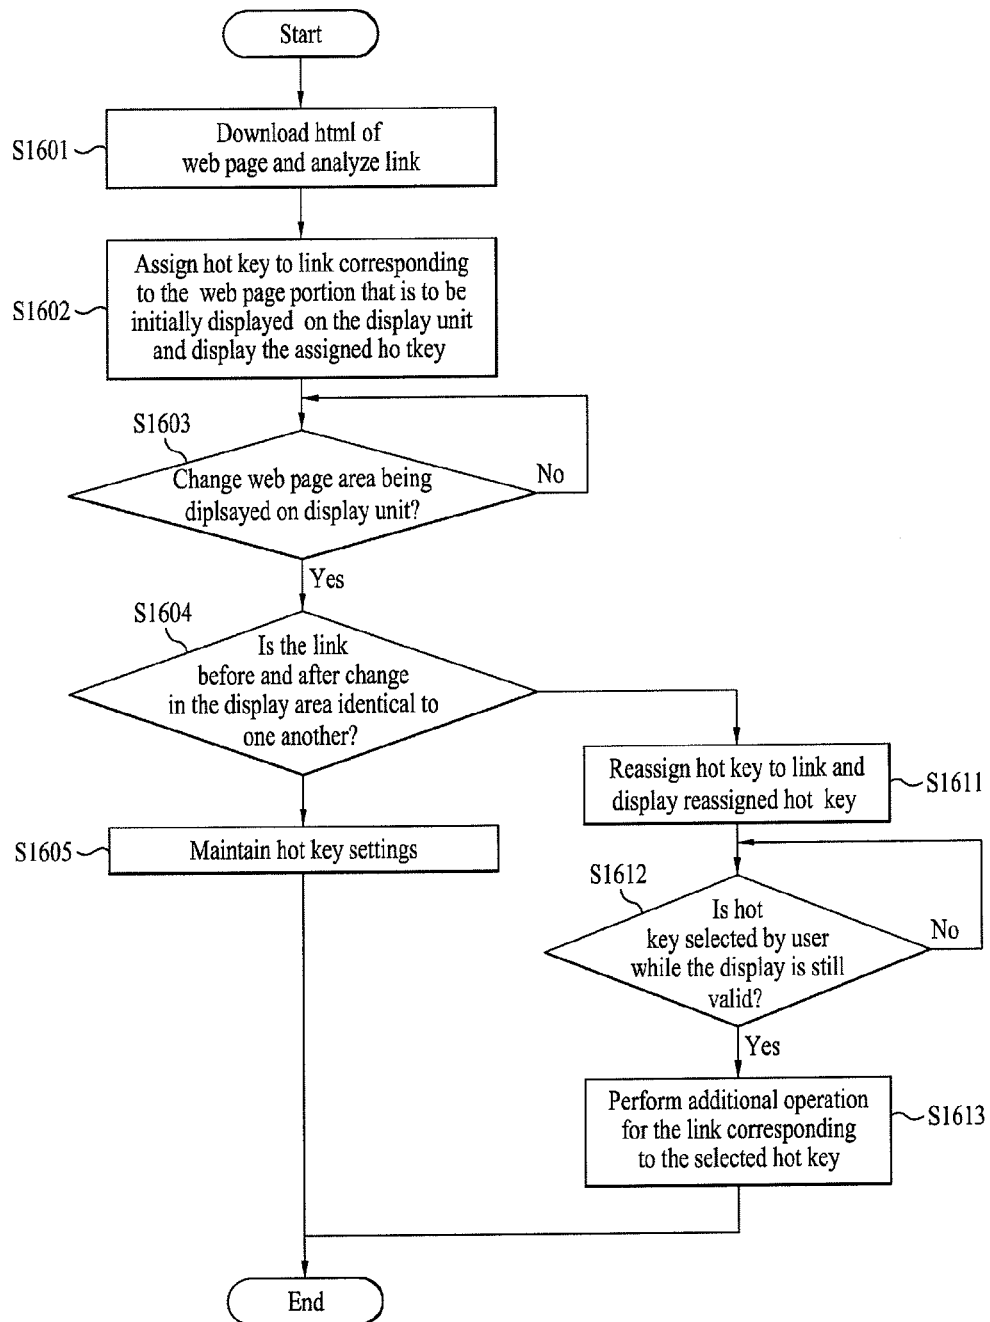 Start
S1601
Download html of
web page and analyze link
S1602
Assign hot key to link corresponding
to the web page portion that is to be
initially displayed on the display unit
and display the assigned ho tkey
S1603
Change web page area being
diplsayed on display unit?
No
Yes
S1604
Is the link
before and after change
in the display area identical to
one another?
Reassign hot key to link and
display reassigned hot key
S1611
S1605
Maintain hot key settings
S1612
Is hot
key selected by user
while the display is still
valid?
No
Yes
Perform additional operation
for the link corresponding
to the selected hot key
S1613
End